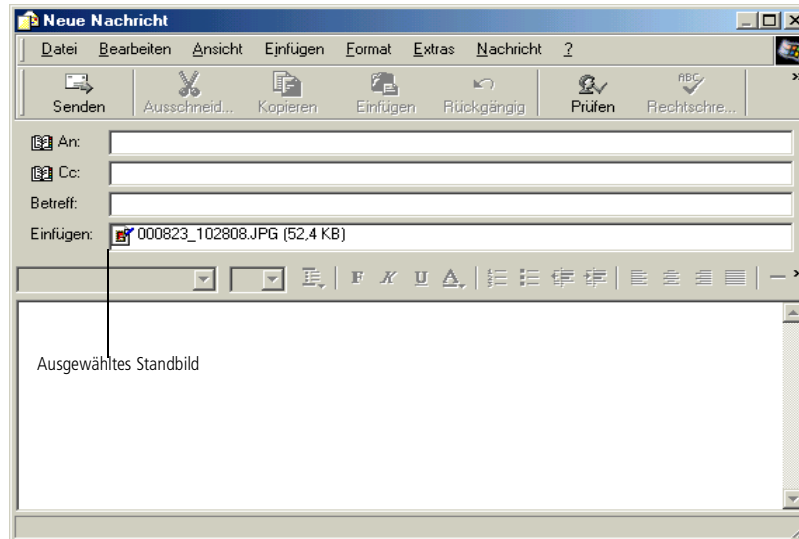 Neue Nachricht
Datei Bearbeiten Ansicht Einfügen Format Extras Nachricht ?
Senden Ausschneid... Kopieren Einfügen Rückgängig Prüfen Rechtschre... »
An:
Cc:
Betreff:
Einfügen: 000823_102808.JPG (52,4 KB)
F K U A
Ausgewähltes Standbild